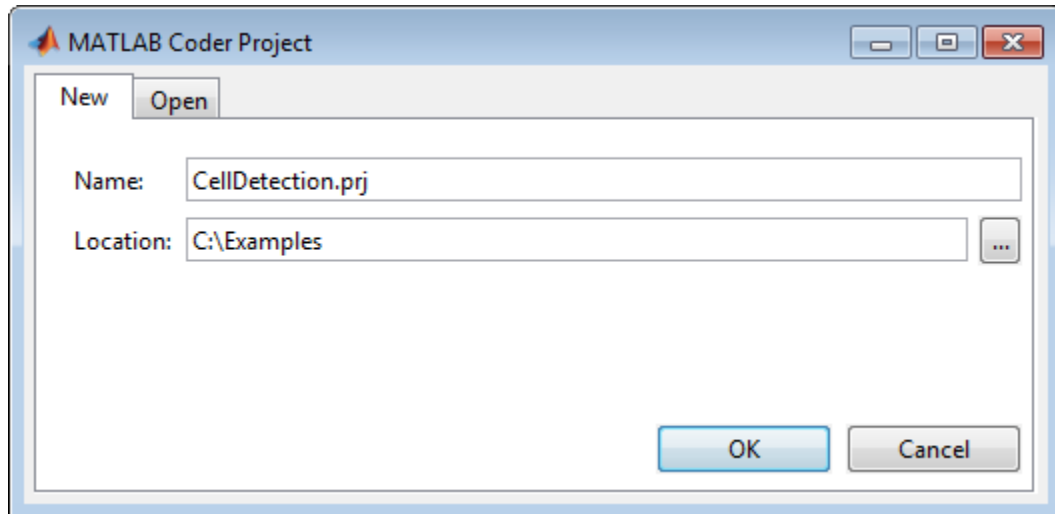 MATLAB Coder Project
New Open
Name: CellDetection.prj
Location: C:\Examples ...
OK Cancel